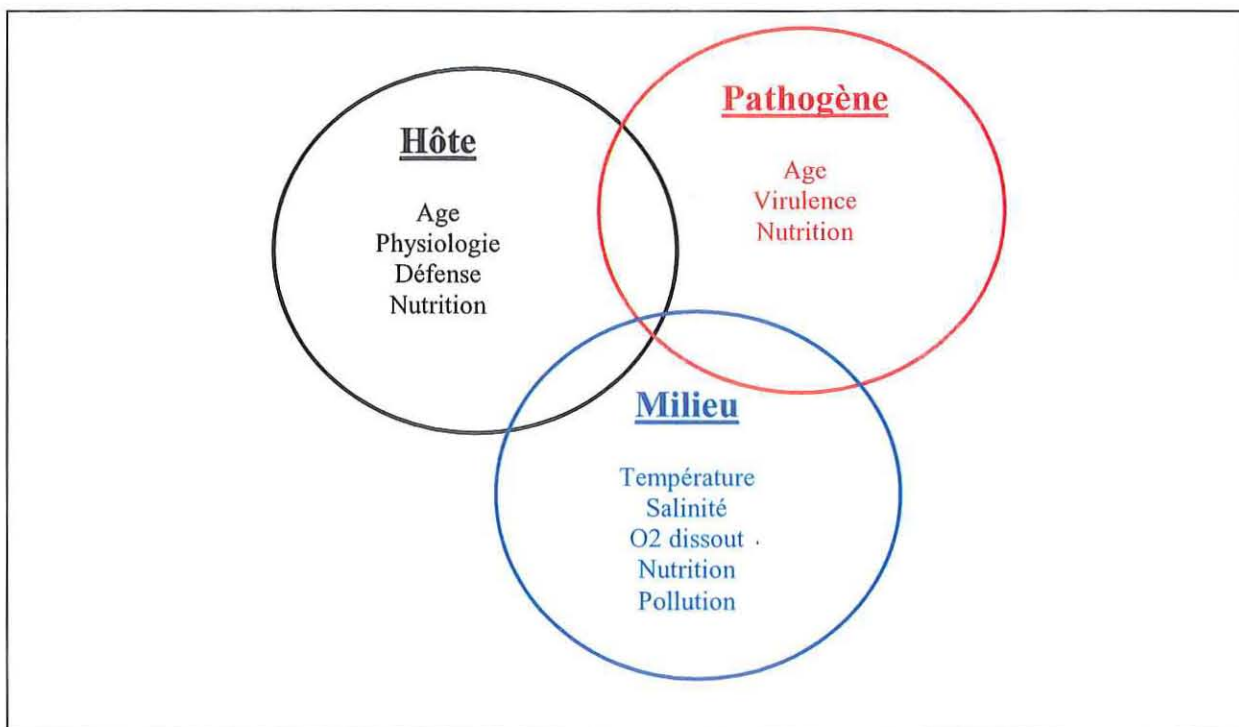 Hôte
Age
Physiologie
Défense
Nutrition
Pathogène
Age
Virulence
Nutrition
Milieu
Température
Salinité
O2 dissout
Nutrition
Pollution